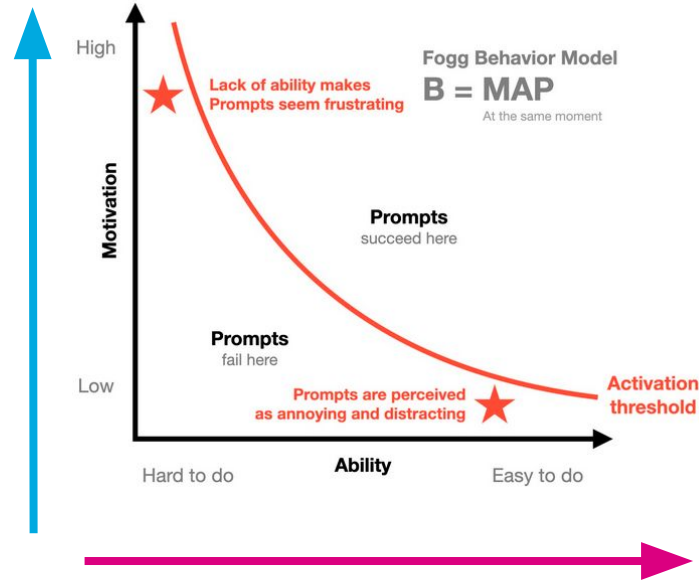 High
Fogg Behavior Model
B = MAP
At the same moment
Lack of ability makes
Prompts seem frustrating
Motivation
Prompts
succeed here
Prompts
fail here
Low
Prompts are perceived
as annoying and distracting
Activation
threshold
Hard to do
Ability
Easy to do